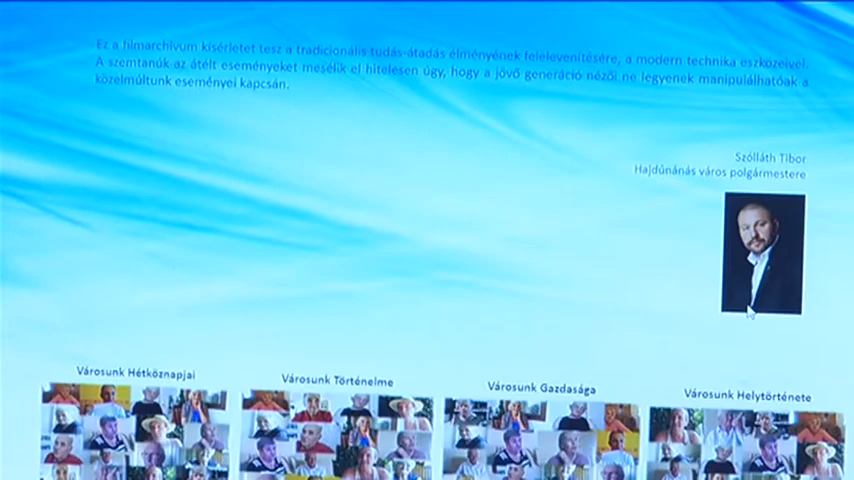 Ez a filmarchívum kísérletet tesz a tradicionális tudás-átadás élményének felelevenítésére, a modern technika eszközeivel.
A szemtanúk az átélt eseményeket mesélik el hitelesen úgy, hogy a jövő generáció nézői ne legyenek manipulálhatóak a
közelmúltunk eseményei kapcsán.
Szólláth Tibor
Hajdúnánás város polgármestere
Városunk Hétköznapjai
Városunk Történelme
Városunk Gazdasága
Városunk Helytörténete